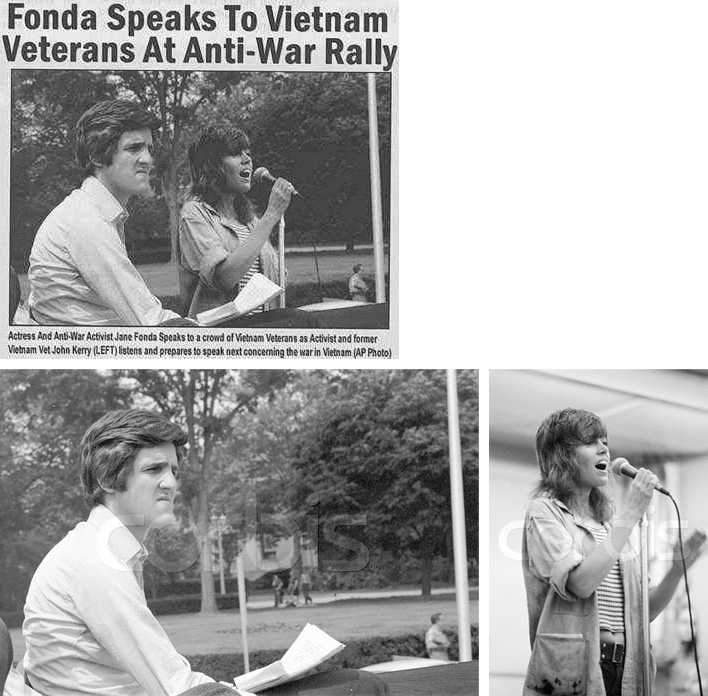 Fonda Speaks To Vietnam
Veterans At Anti-War Rally
Actress And Anti-War Activist Jane Fonda Speaks to a crowd of Vietnam Veterans as Activist and former
Vietnam Vet John Kerry (LEFT) listens and prepares to speak next concerning the war in Vietnam (AP Photo)
corbis
corbis